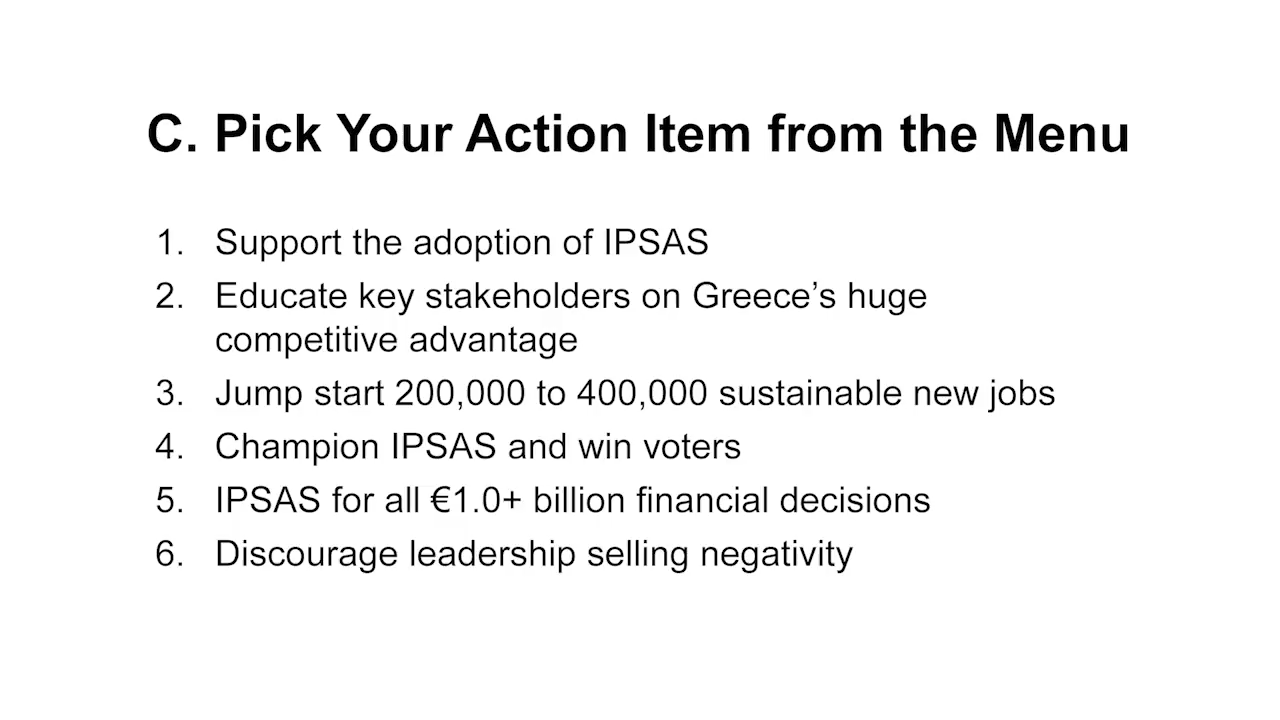 C. Pick Your Action Item from the Menu
1. Support the adoption of IPSAS
2. Educate key stakeholders on Greece’s huge
competitive advantage
3. Jump start 200,000 to 400,000 sustainable new jobs
4. Champion IPSAS and win voters
5. IPSAS for all €1.0+ billion financial decisions
6. Discourage leadership selling negativity